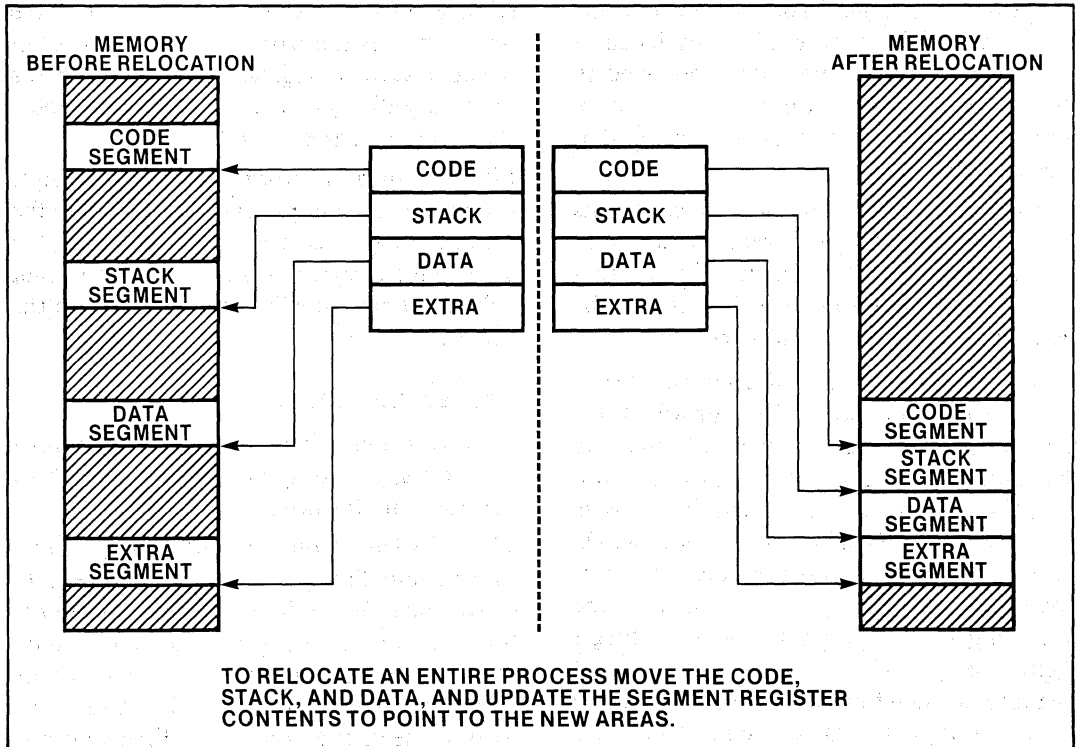 MEMORY
BEFORE RELOCATION
CODE
SEGMENT
STACK
SEGMENT
DATA
SEGMENT
EXTRA
SEGMENT
CODE
STACK
DATA
EXTRA
CODE
STACK
DATA
EXTRA
MEMORY
AFTER RELOCATION
CODE
SEGMENT
STACK
SEGMENT
DATA
SEGMENT
EXTRA
SEGMENT
TO RELOCATE AN ENTIRE PROCESS MOVE THE CODE,
STACK, AND DATA, AND UPDATE THE SEGMENT REGISTER
CONTENTS TO POINT TO THE NEW AREAS.